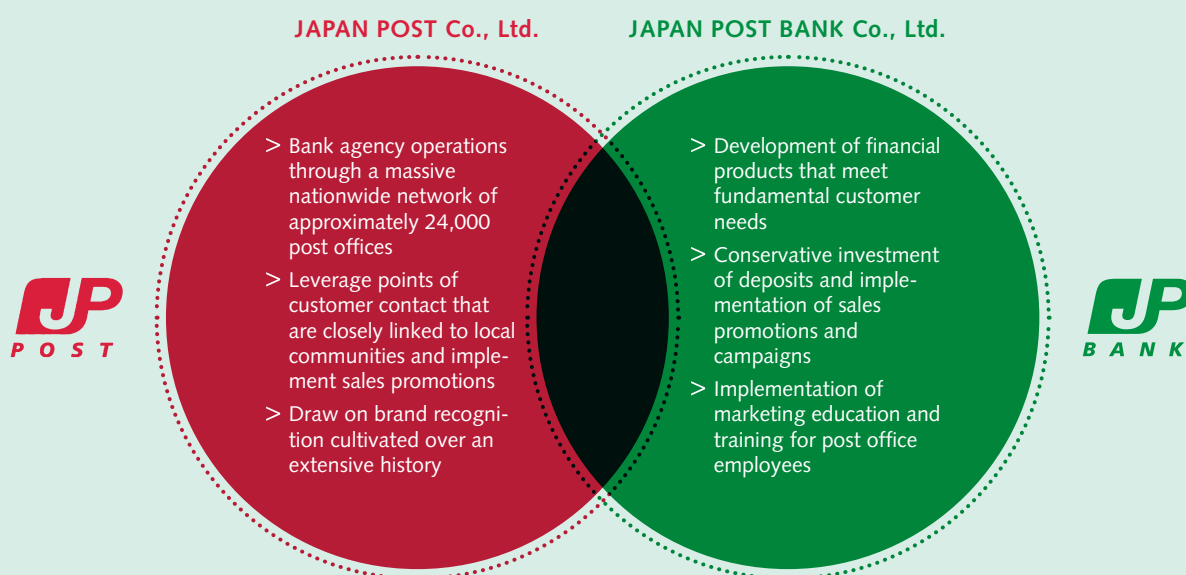 JAPAN POST Co., Ltd.
JAPAN POST BANK Co., Ltd.
JP
POST
> Bank agency operations
through a massive
nationwide network of
approximately 24,000
post offices
> Leverage points of
customer contact that
are closely linked to local
communities and imple-
ment sales promotions
> Draw on brand recogni-
tion cultivated over an
extensive history
> Development of financial
products that meet
fundamental customer
needs
> Conservative investment
of deposits and imple-
mentation of sales
promotions and
campaigns
> Implementation of
marketing education and
training for post office
employees
JP
BANK